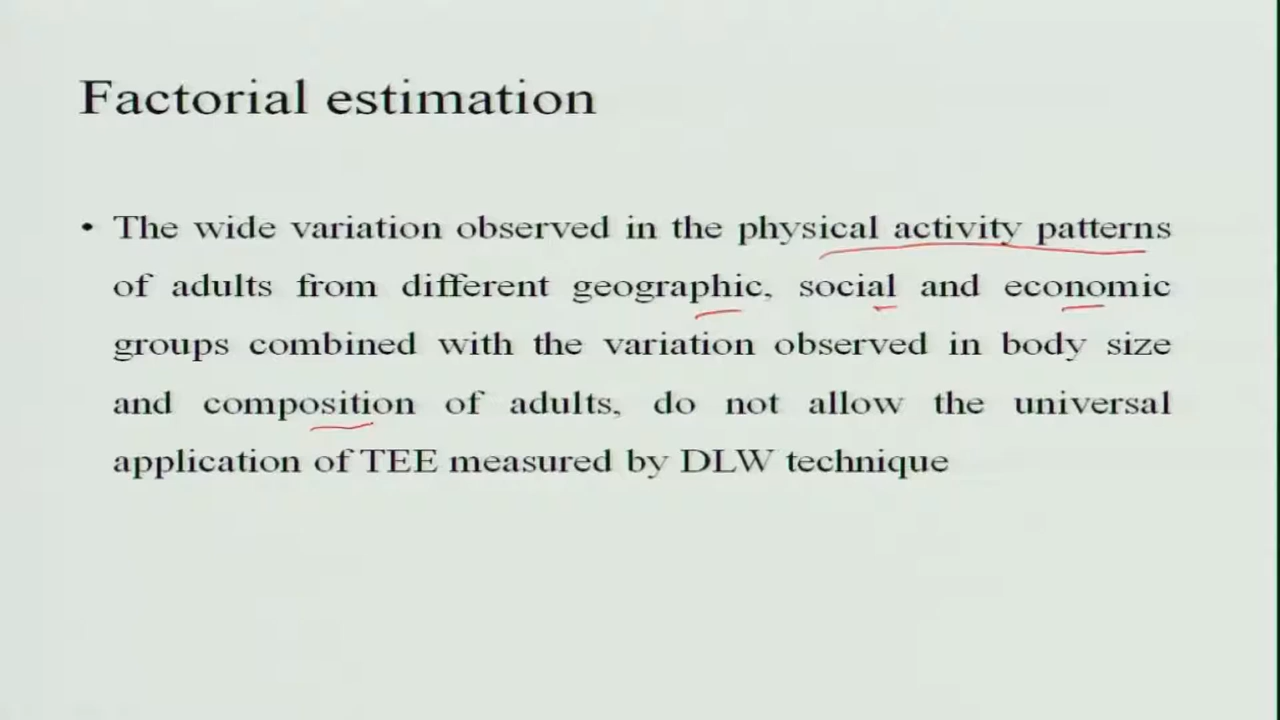 Factorial estimation
• The wide variation observed in the physical activity patterns
of adults from different geographic, social and economic
groups combined with the variation observed in body size
and composition of adults, do not allow the universal
application of TEE measured by DLW technique